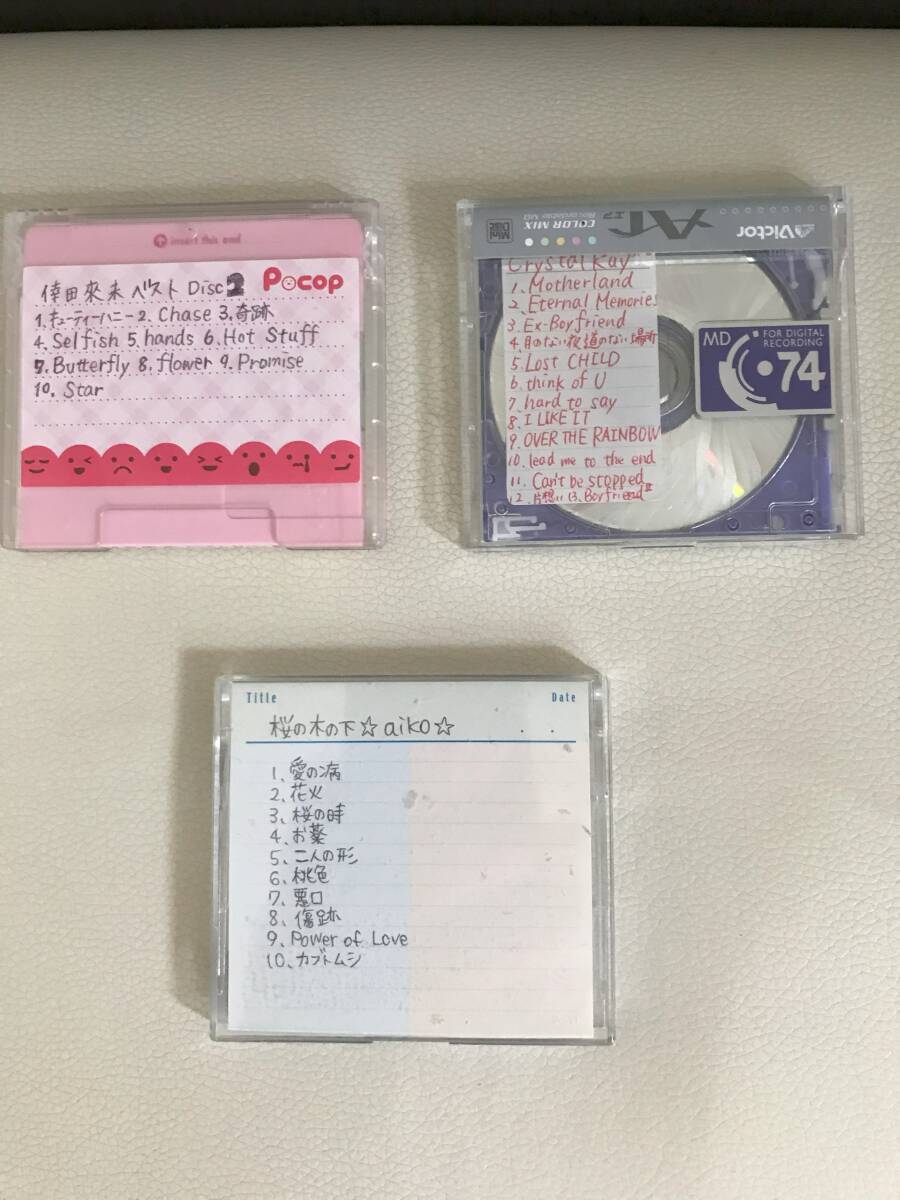 insert this end
倖田來未ベスト Disc2 Pocop
1.キューティーハニー 2. Chase 3.奇跡
4. Selfish 5. hands 6. Hot Stuff
7. Butterfly 8. flower 9. Promise
10. Star
Victor
COLOR MIX
Recordable MD
Mini Disc
Crystal Kay
1. Motherland
2. Eternal Memories
3. Ex-Boyfriend
4 月のない夜道のない場所
5 Lost CHILD
6. think of U
7. hard to say
8. I LIKE IT
9. OVER THE RAINBOW
10. lead me to the end
11. Can't be stopped
12. 片想い 13. Boyfriend II
MD FOR DIGITAL
RECORDING
74
Title Date
桜の木の下☆aiko☆ . .
1、愛の病
2、花火
3、桜の時
4、お薬
5、二人の形
6、桃色
7、悪口
8、傷跡
9、Power of Love
10、カブトムシ